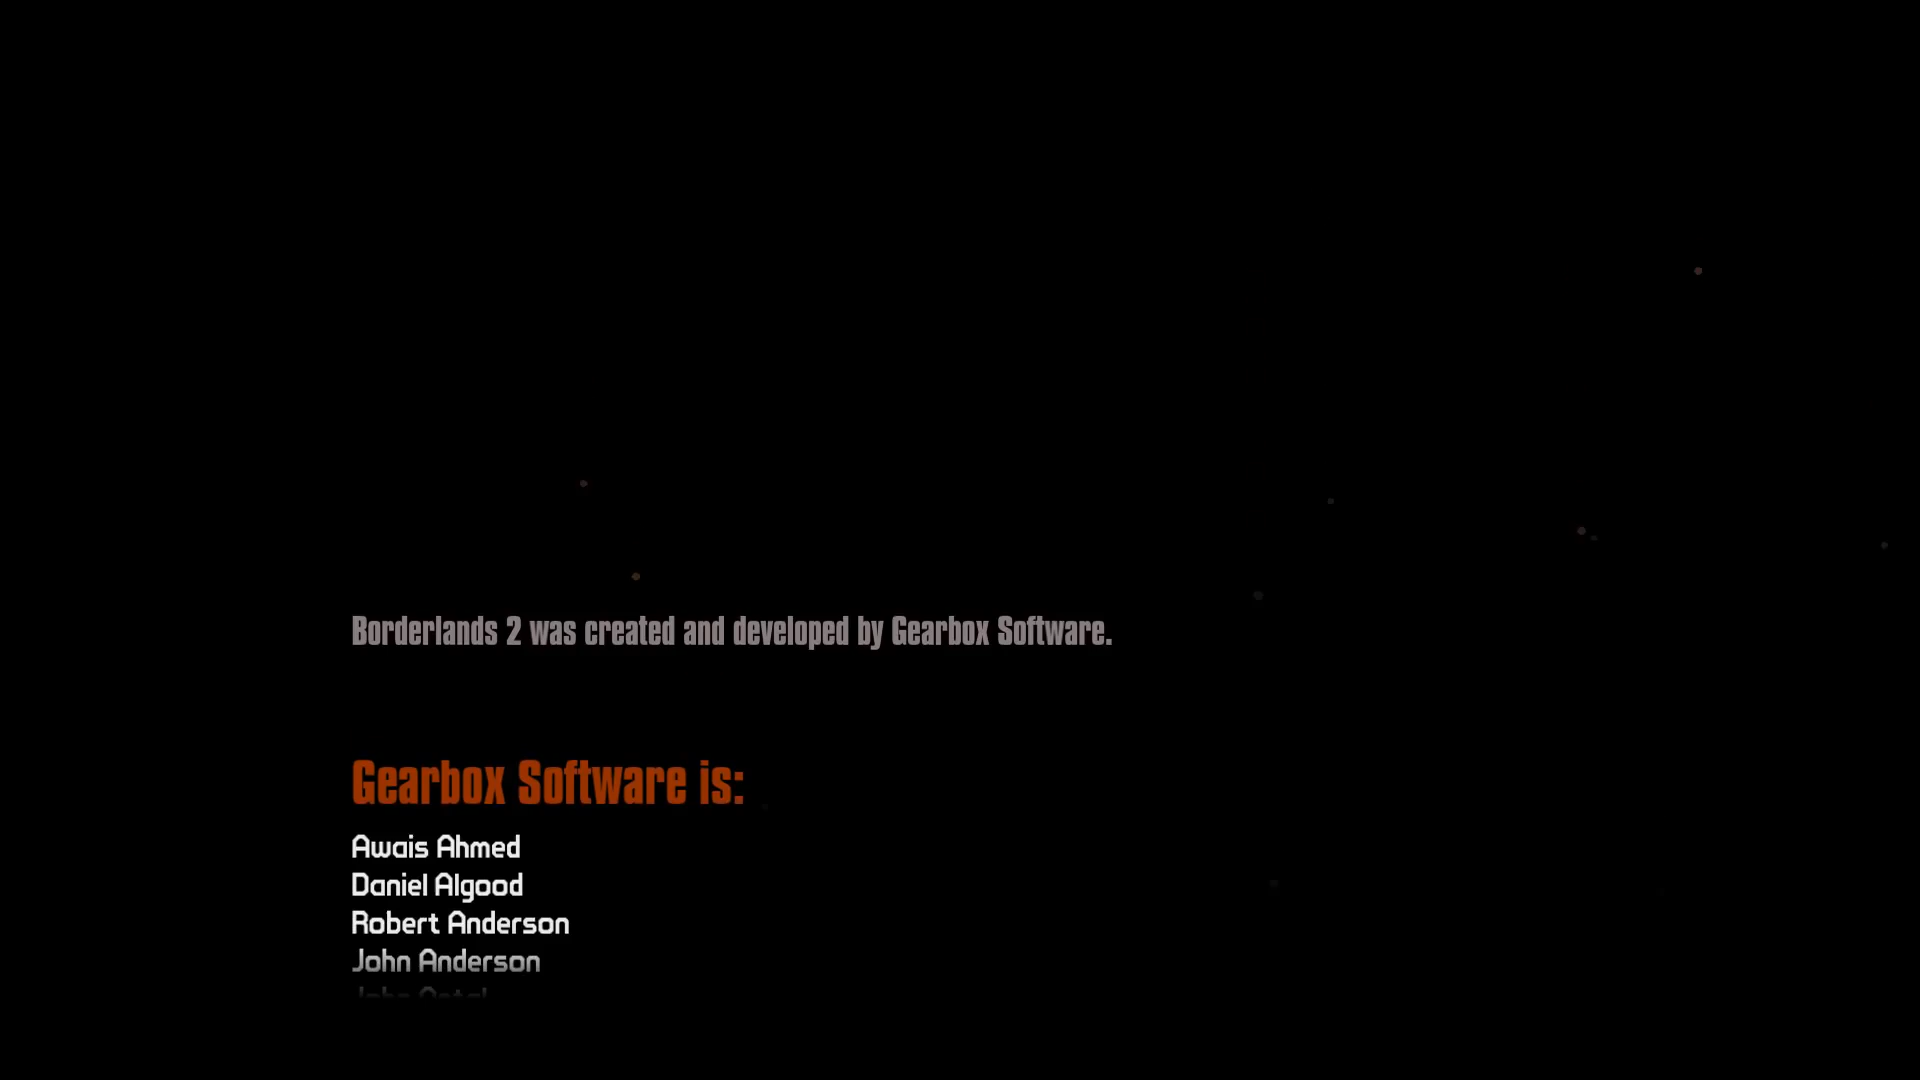 Borderlands 2 was created and developed by Gearbox Software.
Gearbox Software is:
Awais Ahmed
Daniel Algood
Robert Anderson
John Anderson
John